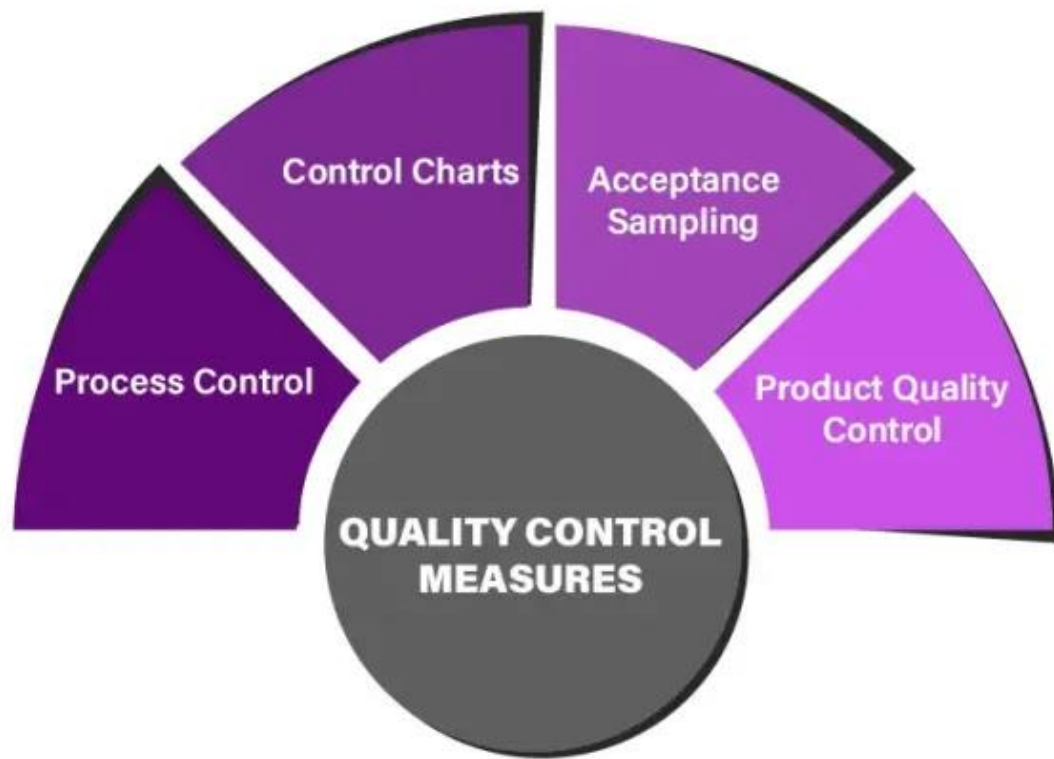 Process Control
Control Charts
Acceptance
Sampling
Product Quality
Control
QUALITY CONTROL
MEASURES